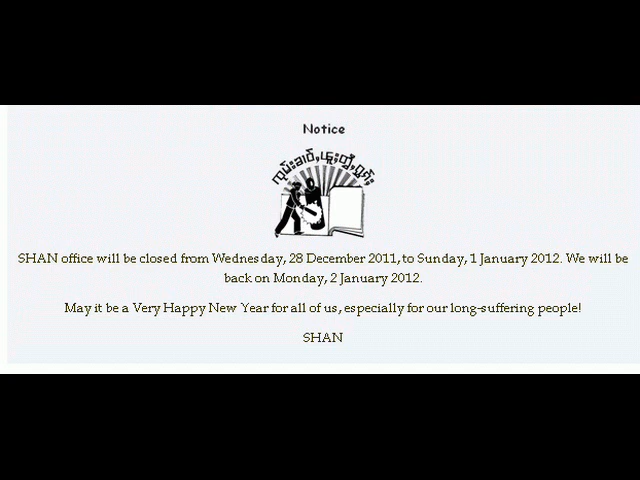 Notice
SHAN office will be closed from Wednesday, 28 December 2011, to Sunday, 1 January 2012. We will be
back on Monday, 2 January 2012.
May it be a Very Happy New Year for all of us, especially for our long-suffering people!
SHAN